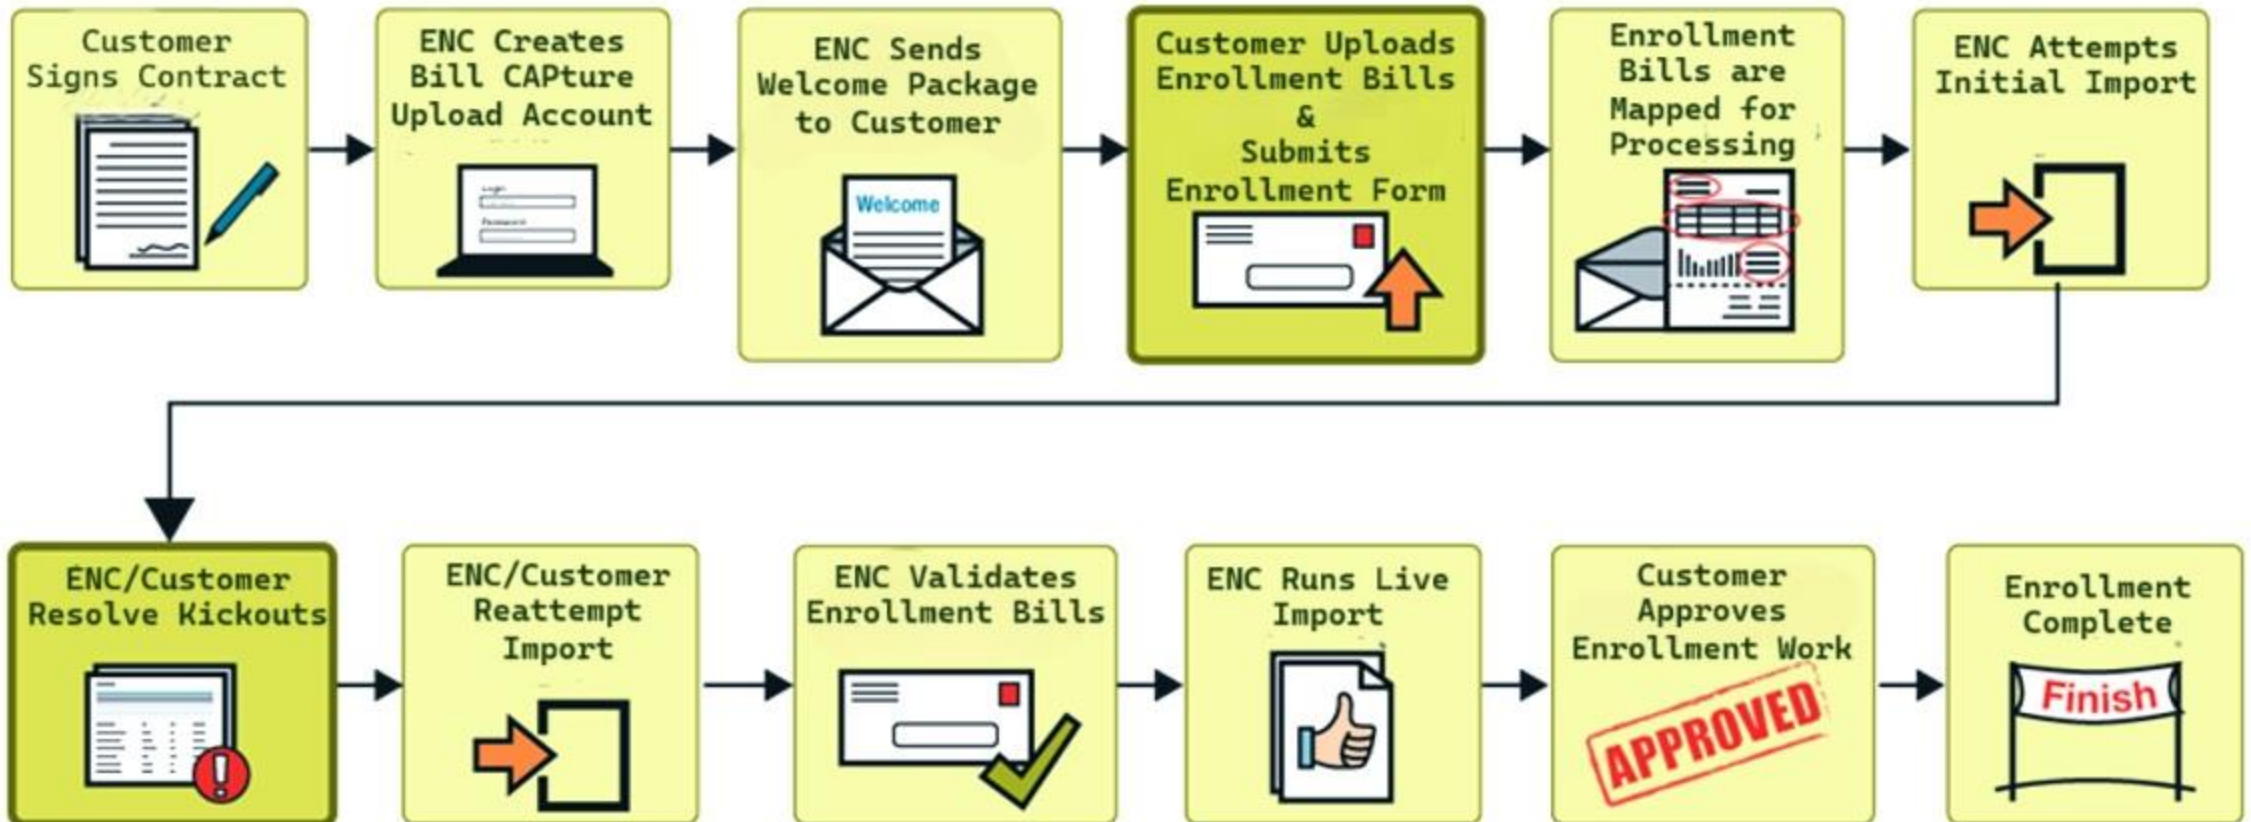 Customer
Signs Contract
ENC Creates
Bill CAPture
Upload Account
Login
Password
ENC Sends
Welcome Package
to Customer
Welcome
Customer Uploads
Enrollment Bills
&
Submits
Enrollment Form
Enrollment
Bills are
Mapped for
Processing
ENC Attempts
Initial Import
ENC/Customer
Resolve Kickouts
ENC/Customer
Reattempt
Import
ENC Validates
Enrollment Bills
ENC Runs Live
Import
Customer
Approves
Enrollment Work
APPROVED
Enrollment
Complete
Finish